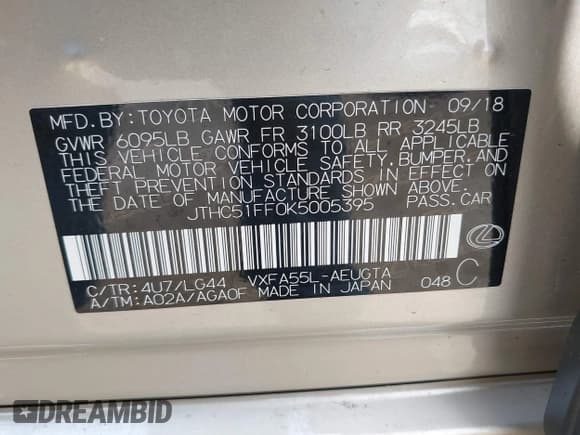 MFD.BY:TOYOTA MOTOR CORPORATION 09/18
GVWR 6095LB GAWR FR 3100LB RR 3245LB
THIS VEHICLE CONFORMS TO ALL APPLICABLE
FEDERAL MOTOR VEHICLE SAFETY,BUMPER,AND
THEFT PREVENTION STANDARDS IN EFFECT ON
THE DATE OF MANUFACTURE SHOWN ABOVE.
JTHC51FF0K5005395 PASS.CAR
C/TR:4U7/LG44 VXFA55L-AEUGTA
A/TM:A02A/AGA0F MADE IN JAPAN 048 C
DREAMBID